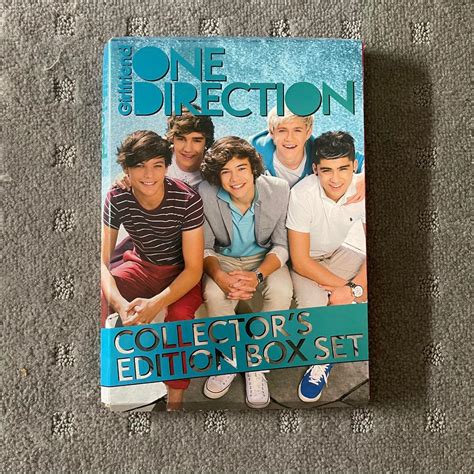 Girlfriend
ONE
DIRECTION
COLLECTOR'S
EDITION BOX SET